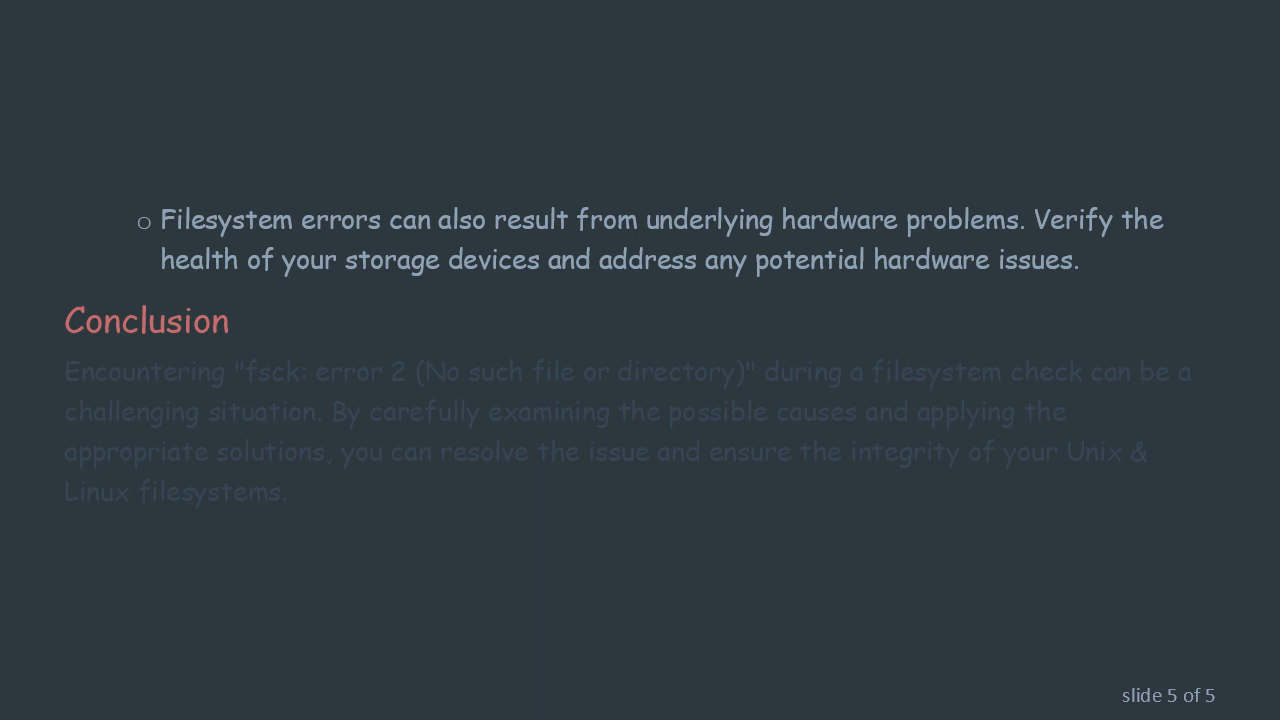 o Filesystem errors can also result from underlying hardware problems. Verify the
health of your storage devices and address any potential hardware issues.
Conclusion
Encountering "fsck: error 2 (No such file or directory)" during a filesystem check can be a
challenging situation. By carefully examining the possible causes and applying the
appropriate solutions, you can resolve the issue and ensure the integrity of your Unix &
Linux filesystems.
slide 5 of 5